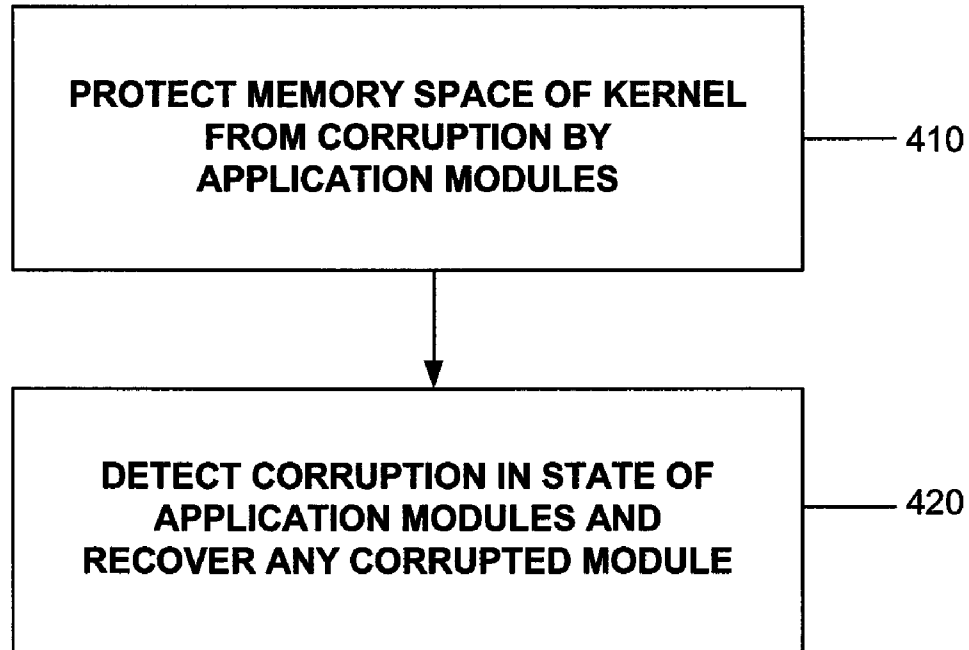 PROTECT MEMORY SPACE OF KERNEL
FROM CORRUPTION BY
APPLICATION MODULES
410
DETECT CORRUPTION IN STATE OF
APPLICATION MODULES AND
RECOVER ANY CORRUPTED MODULE
420